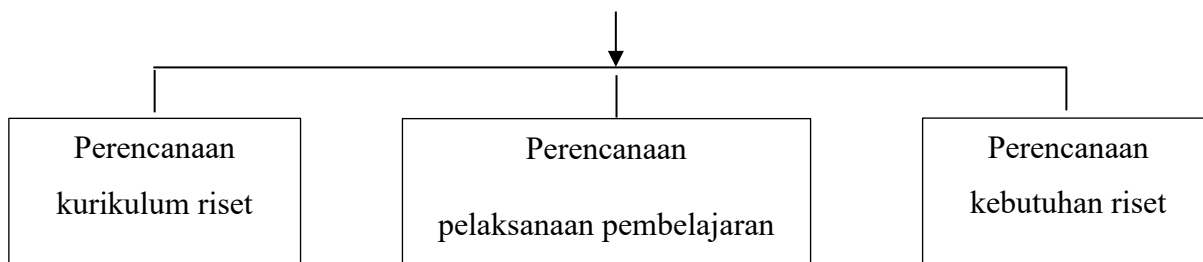 Perencanaan
kurikulum riset
Perencanaan
pelaksanaan pembelajaran
Perencanaan
kebutuhan riset